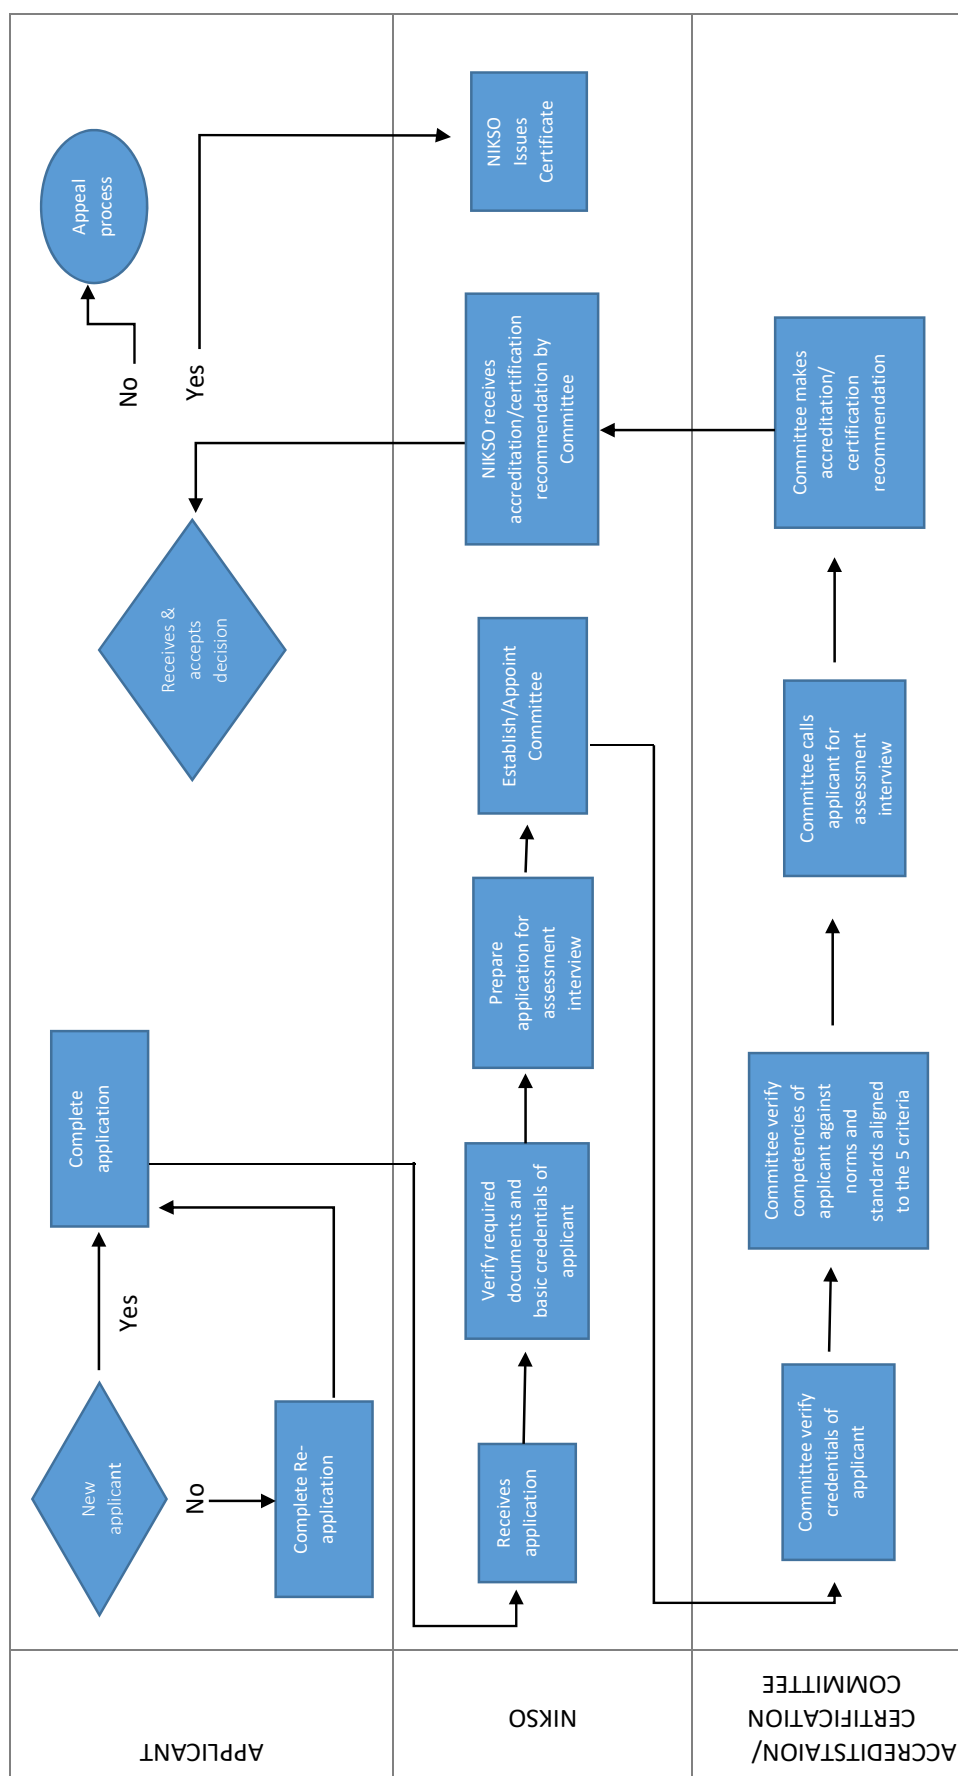 APPLICANT
New
applicant
Yes
No
Complete Re-
application
Complete
application
Receives &
accepts
decision
No
Yes
Appeal
process
NIKSO
Receives
application
Verify required
documents and
basic credentials of
applicant
Prepare
application for
assessment
interview
Establish/Appoint
Committee
NIKSO receives
accreditation/certification
recommendation by
Committee
NIKSO
Issues
Certificate
ACCREDITSTAION/
CERTIFICATION
COMMITTEE
Committee verify
credentials of
applicant
Committee verify
competencies of
applicant against
norms and
standards aligned
to the 5 criteria
Committee calls
applicant for
assessment
interview
Committee makes
accreditation/
certification
recommendation